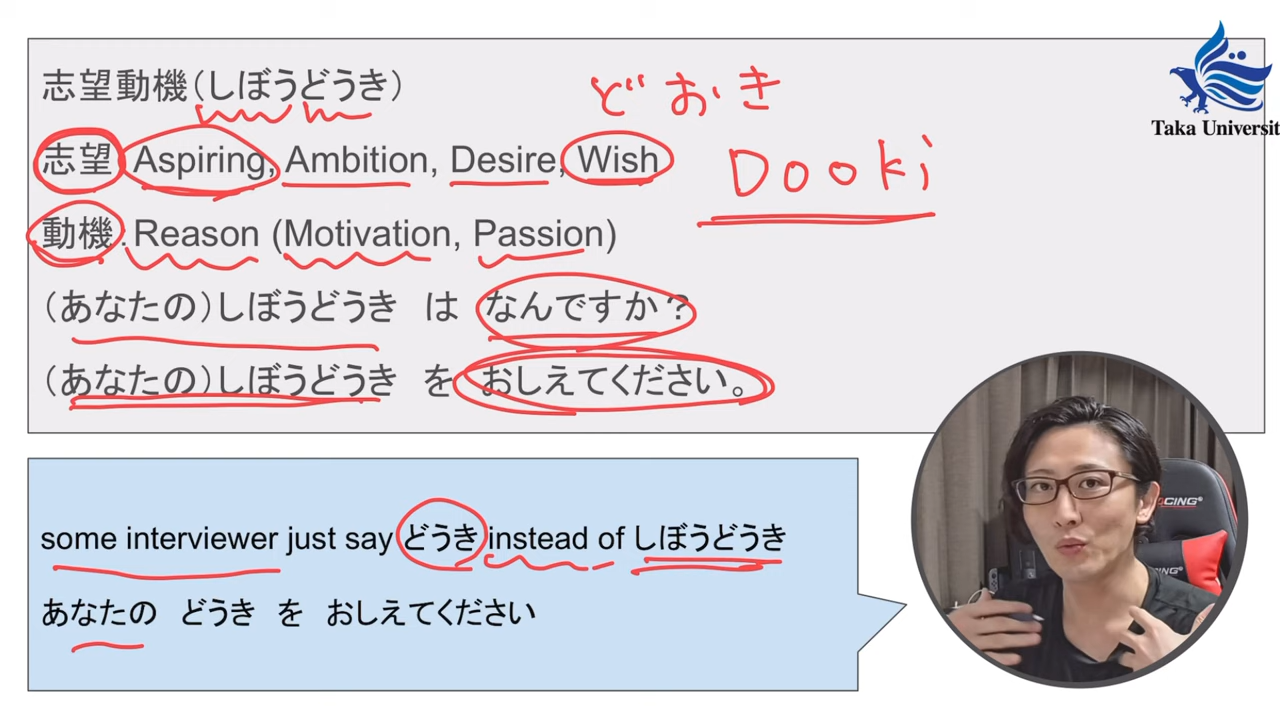 志望動機(しぼうどうき)
どおき
志望 Aspiring, Ambition, Desire, Wish
Dooki
動機. Reason (Motivation, Passion)
(あなたの)しぼうどうき は なんですか?
(あなたの)しぼうどうき を おしえてください。
Taka Universit
some interviewer just say どうき instead of しぼうどうき
あなたの どうき を おしえてください
CING
ACING